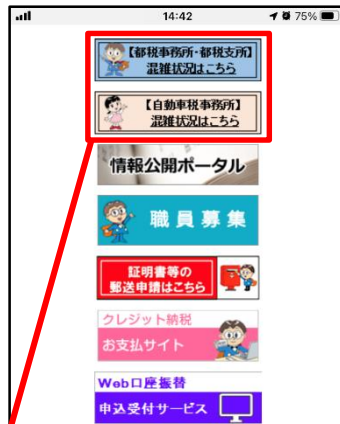 14:42
75%
【都税事務所・都税支所】
混雑状況はこちら
【自動車税事務所】
混雑状況はこちら
情報公開ポータル
職員募集
証明書等の
郵送申請はこちら
クレジット納税
お支払サイト
Web口座振替
申込受付サービス